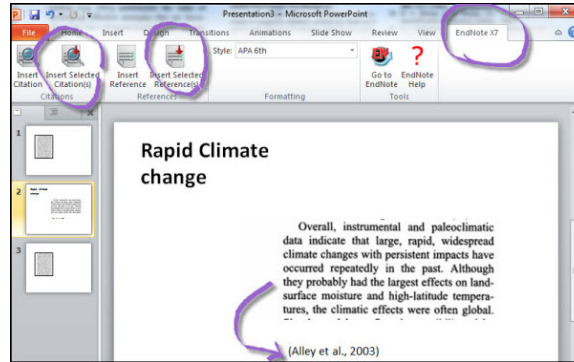 Presentation3 - Microsoft PowerPoint
File Home Insert Design Transitions Animations Slide Show Review View EndNote X7
Insert Citation
Insert Selected Citation(s)
Insert Reference
Insert Selected Reference(s)
Style: APA 6th
Go to EndNote
EndNote Help
Citations References Formatting Tools
1
2
3
Rapid Climate
change
Overall, instrumental and paleoclimatic
data indicate that large, rapid, widespread
climate changes with persistent impacts have
occurred repeatedly in the past. Although
they probably had the largest effects on land-
surface moisture and high-latitude tempera-
tures, the climatic effects were often global.
(Alley et al., 2003)